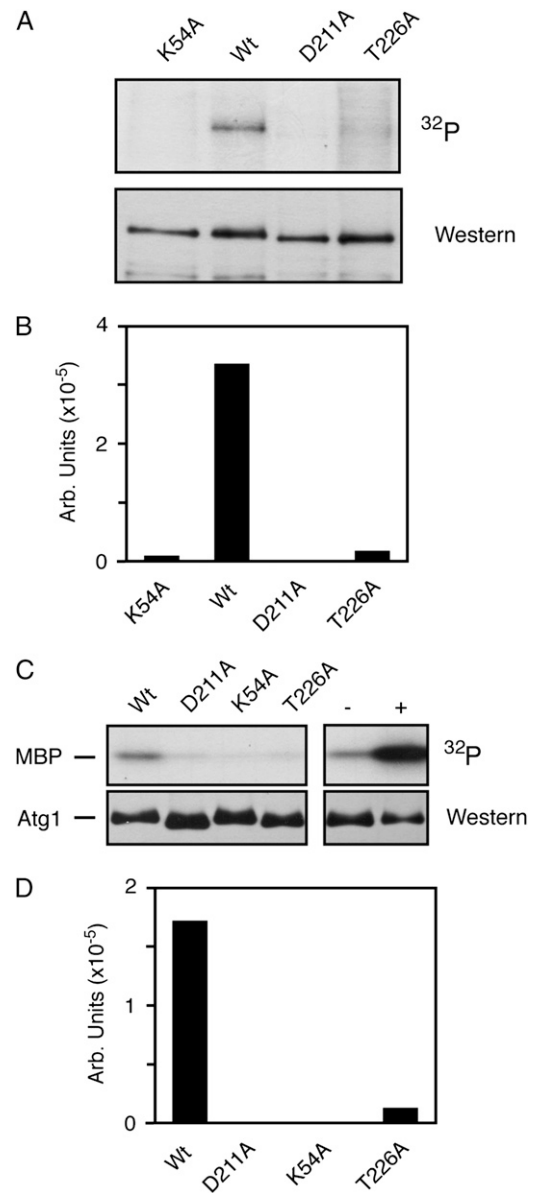 A
K54A Wt D211A T226A
32P
Western
B
4
2
0
Arb. Units (x10-5)
K54A Wt D211A T226A
C
Wt D211A K54A T226A - +
MBP 32P
Atg1 Western
D
2
1
0
Arb. Units (x10-5)
Wt D211A K54A T226A